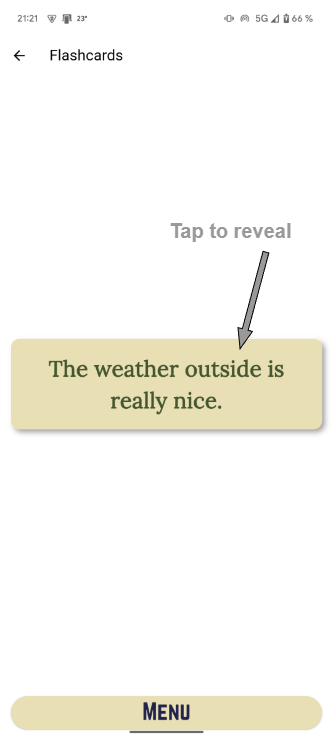 21:21 23° 5G 66 %
Flashcards
Tap to reveal
The weather outside is
really nice.
MENU